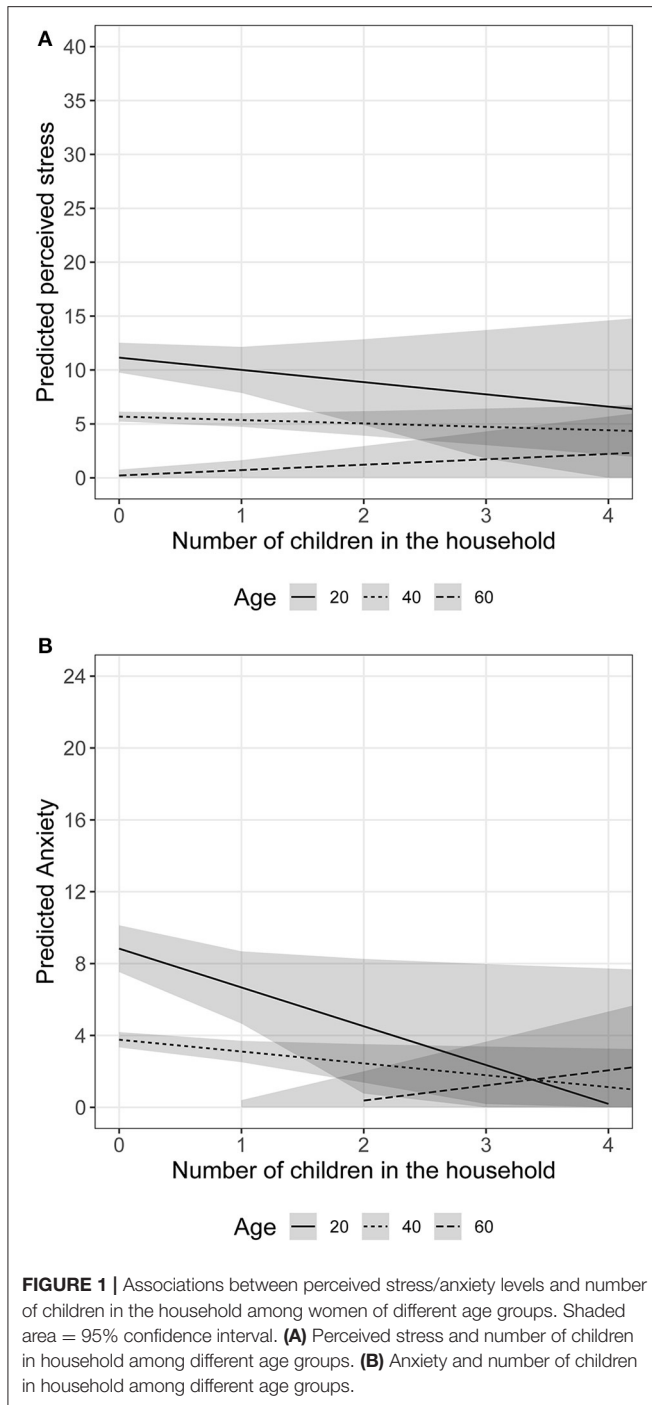 A
40
35
30
25
20
15
10
5
0
Predicted perceived stress
0 1 2 3 4
Number of children in the household
Age 20 40 60
B
24
20
16
12
8
4
0
Predicted Anxiety
0 1 2 3 4
Number of children in the household
Age 20 40 60
FIGURE 1 | Associations between perceived stress/anxiety levels and number
of children in the household among women of different age groups. Shaded
area = 95% confidence interval. (A) Perceived stress and number of children
in household among different age groups. (B) Anxiety and number of children
in household among different age groups.